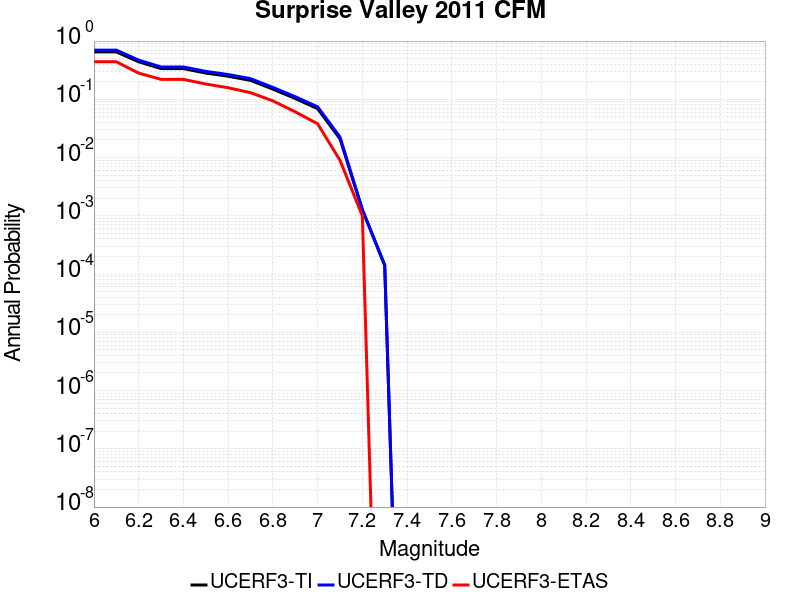 Surprise Valley 2011 CFM
Annual Probability
10^0
10^-1
10^-2
10^-3
10^-4
10^-5
10^-6
10^-7
10^-8
6 6.2 6.4 6.6 6.8 7 7.2 7.4 7.6 7.8 8 8.2 8.4 8.6 8.8 9
Magnitude
UCERF3-TI UCERF3-TD UCERF3-ETAS